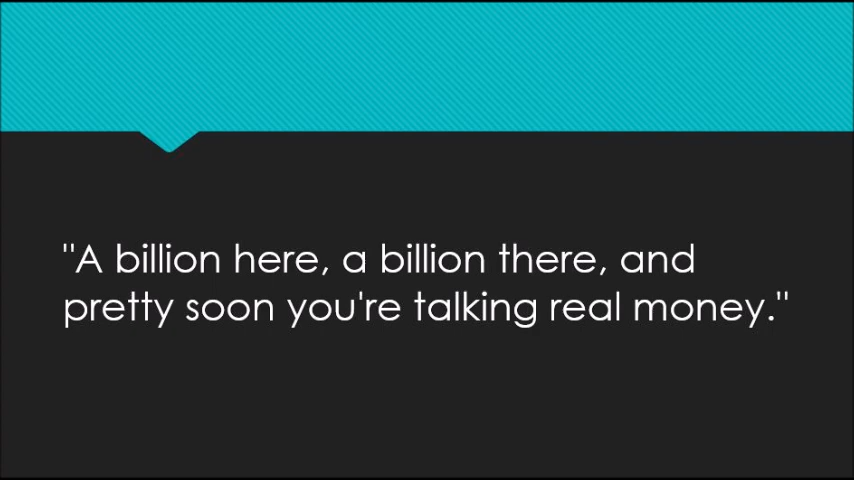 "A billion here, a billion there, and
pretty soon you're talking real money."